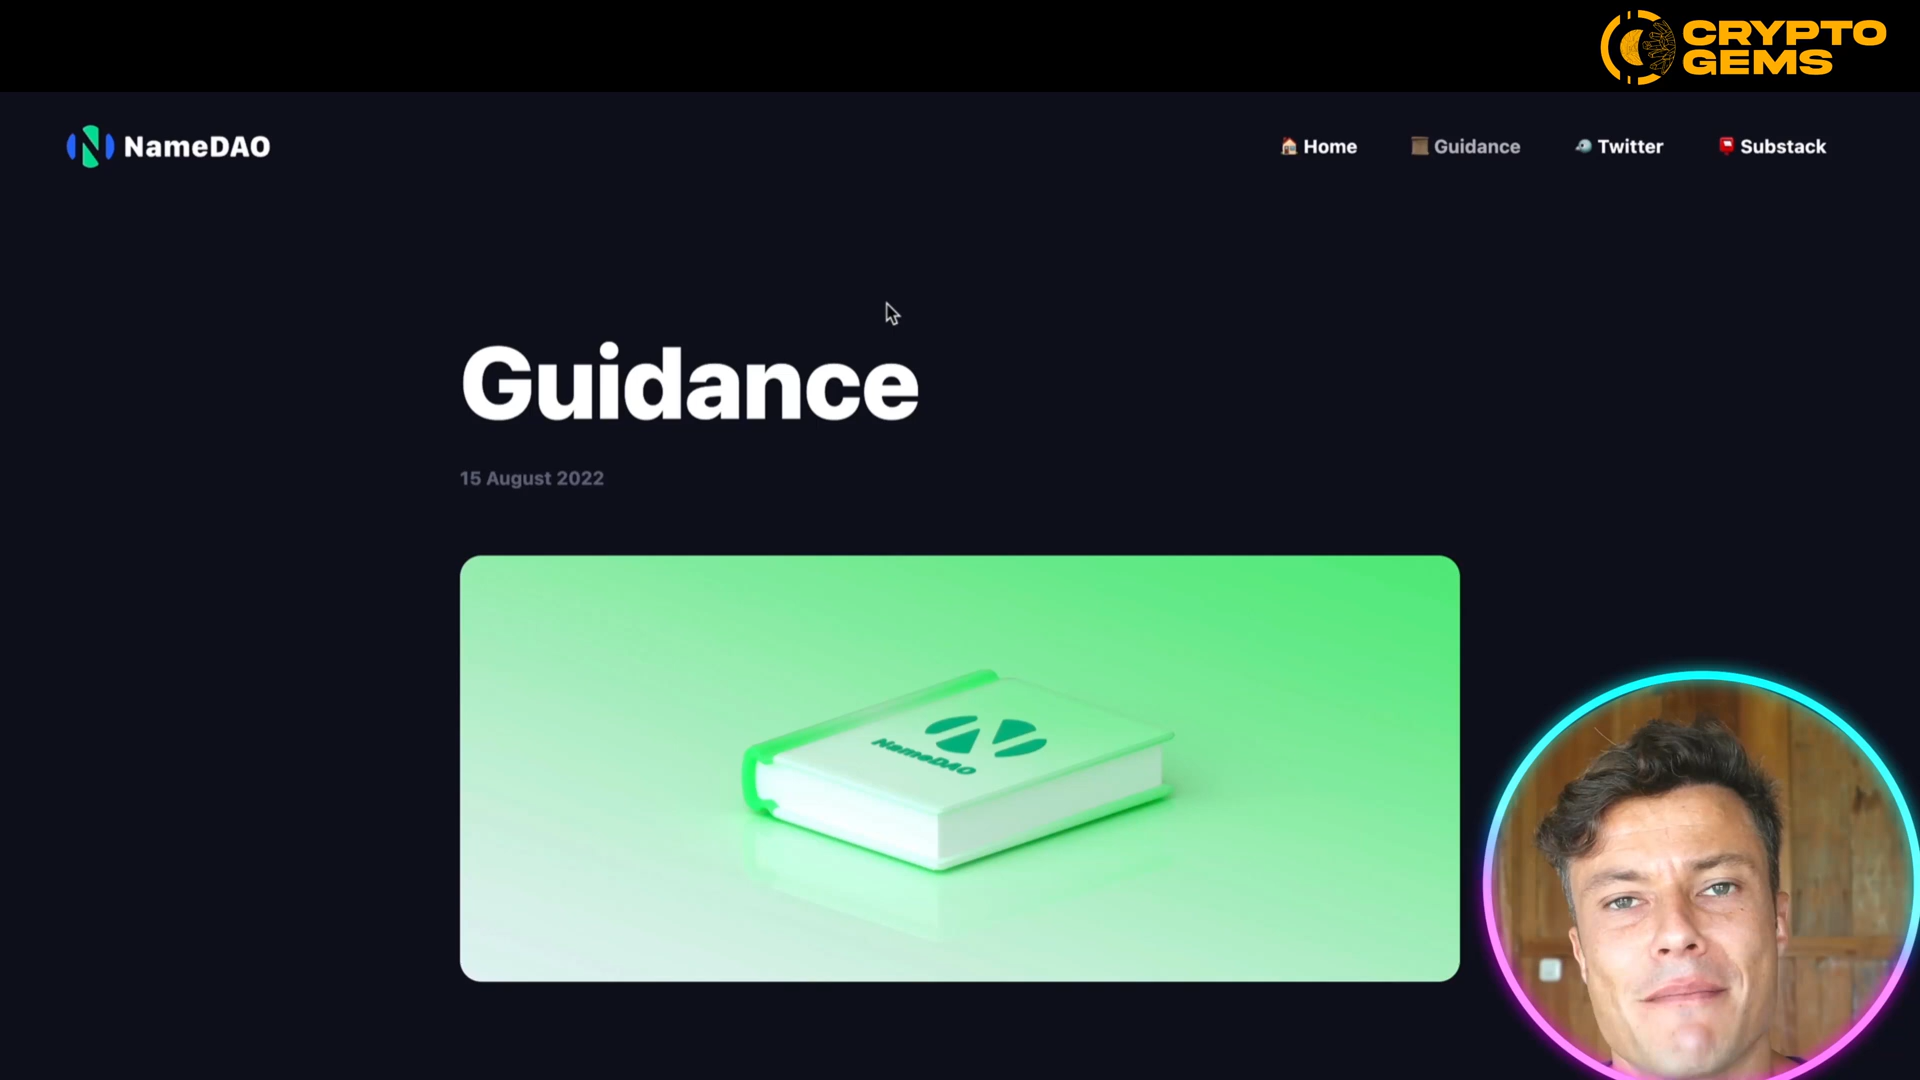 CRYPTO
GEMS
NameDAO
Home
Guidance
Twitter
Substack
Guidance
15 August 2022
NameDAO